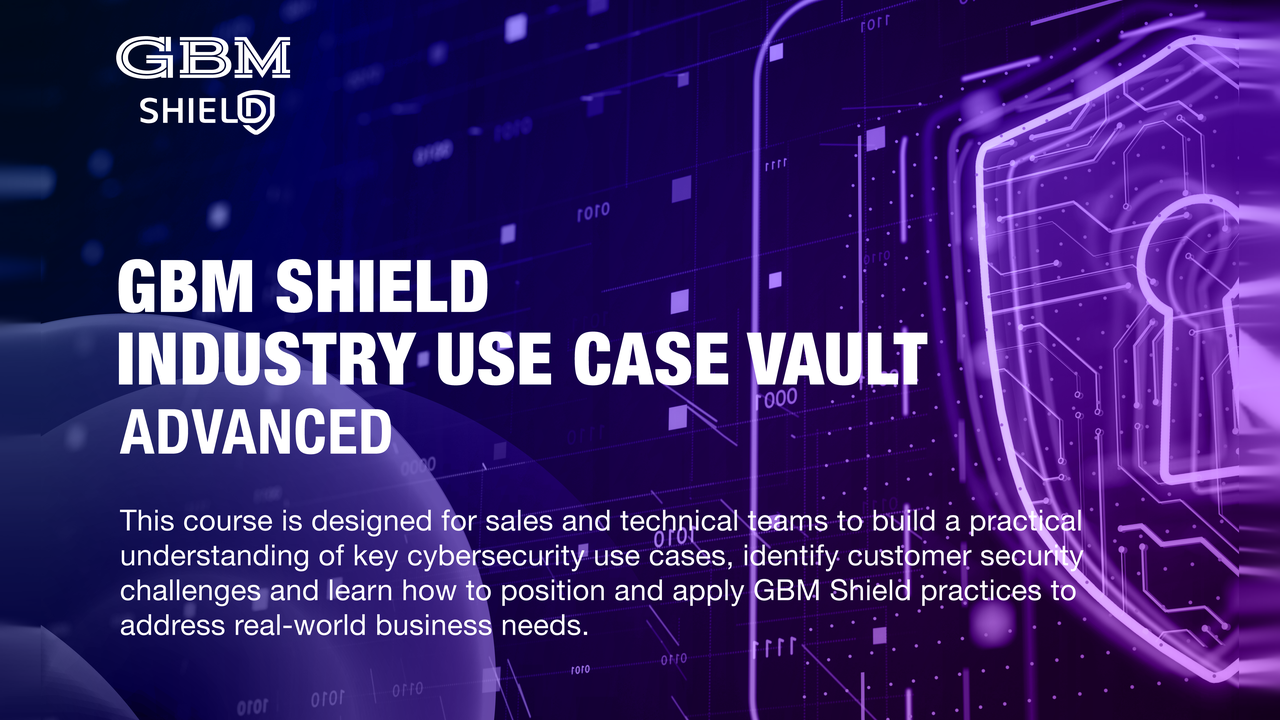 GBM
SHIELD
GBM SHIELD
INDUSTRY USE CASE VAULT
ADVANCED
This course is designed for sales and technical teams to build a practical
understanding of key cybersecurity use cases, identify customer security
challenges and learn how to position and apply GBM Shield practices to
address real-world business needs.